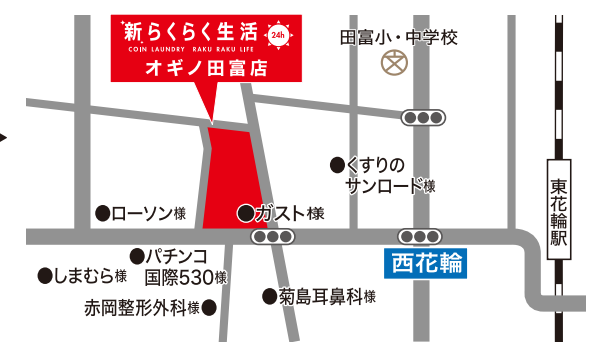 新らくらく生活
24h
COIN LAUNDRY RAKU RAKU LIFE
オギノ田富店
田富小・中学校
文
●くすりの
サンロード様
●ローソン様
●ガスト様
東花輪駅
●パチンコ
国際530様
西花輪
●しまむら様
●菊島耳鼻科様
赤岡整形外科様●